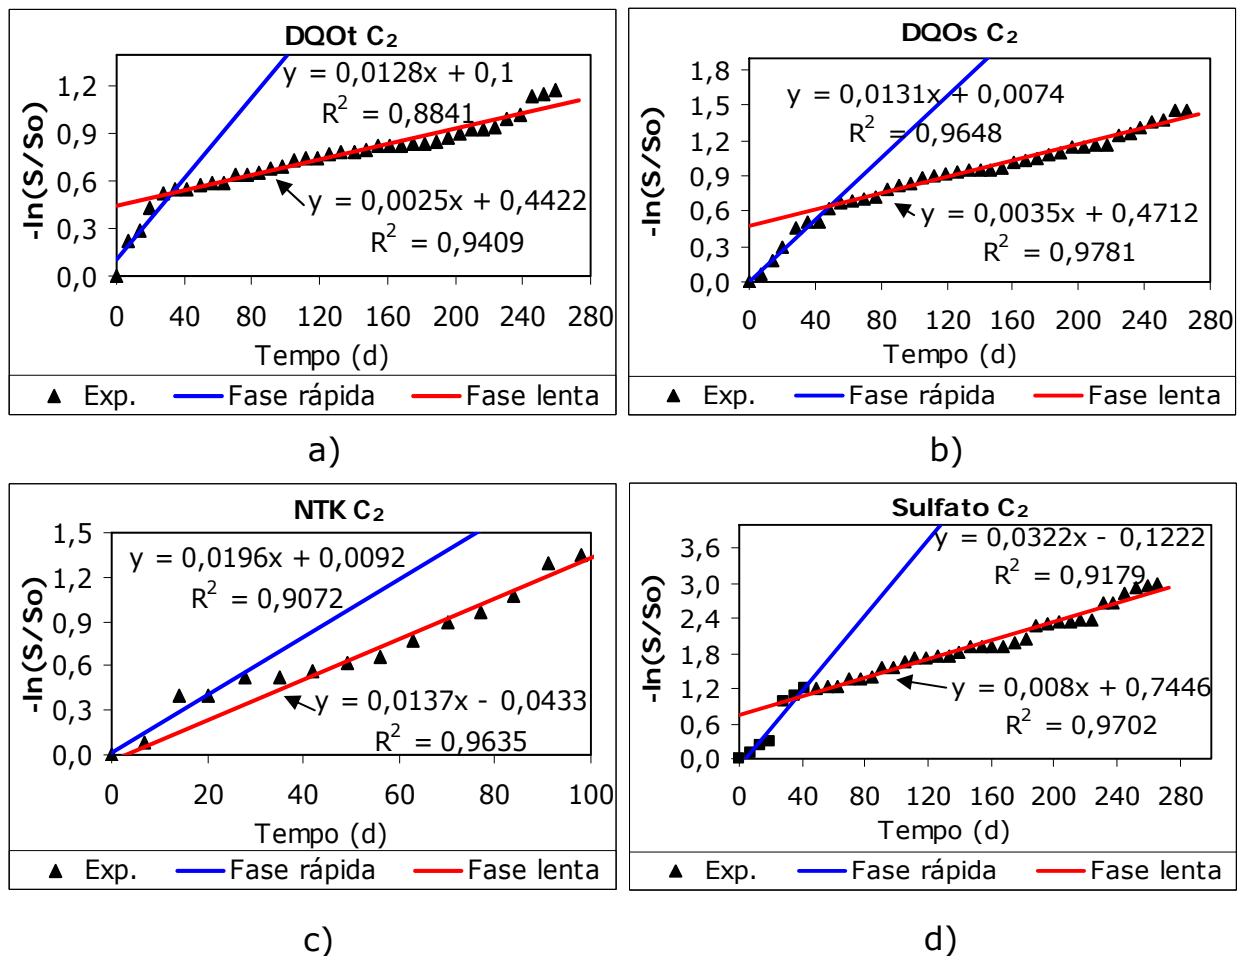 DQOt C2
-ln(S/So)
1,2
0,9
0,6
0,3
0,0
y = 0,0128x + 0,1
R2 = 0,8841
y = 0,0025x + 0,4422
R2 = 0,9409
0 40 80 120 160 200 240 280
Tempo (d)
Exp. Fase rápida Fase lenta
a)
DQOs C2
-ln(S/So)
1,8
1,5
1,2
0,9
0,6
0,3
0,0
y = 0,0131x + 0,0074
R2 = 0,9648
y = 0,0035x + 0,4712
R2 = 0,9781
0 40 80 120 160 200 240 280
Tempo (d)
Exp. Fase rápida Fase lenta
b)
NTK C2
-ln(S/So)
1,5
1,2
0,9
0,6
0,3
0,0
y = 0,0196x + 0,0092
R2 = 0,9072
y = 0,0137x - 0,0433
R2 = 0,9635
0 20 40 60 80 100
Tempo (d)
Exp. Fase rápida Fase lenta
c)
Sulfato C2
-ln(S/So)
3,6
3,0
2,4
1,8
1,2
0,6
0,0
y = 0,0322x - 0,1222
R2 = 0,9179
y = 0,008x + 0,7446
R2 = 0,9702
0 40 80 120 160 200 240 280
Tempo (d)
Exp. Fase rápida Fase lenta
d)